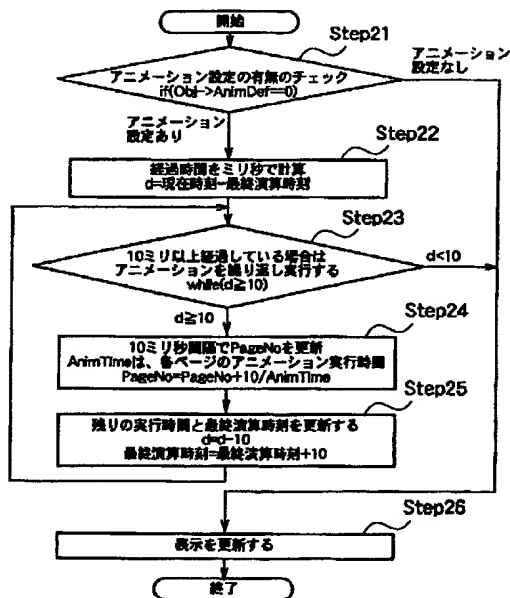 開始
Step21
アニメーション設定の有無のチェック
if(Obj->AnimDef==0)
アニメーション
設定なし
アニメーション
設定あり
Step22
経過時間をミリ秒で計算
d=現在時刻-最終演算時刻
Step23
10ミリ以上経過している場合は
アニメーションを繰り返し実行する
while(d≧10)
d<10
d≧10
Step24
10ミリ秒間隔でPageNoを更新
AnimTimeは、各ページのアニメーション実行時間
PageNo=PageNo+10/AnimTime
Step25
残りの実行時間と最終演算時刻を更新する
d=d-10
最終演算時刻=最終演算時刻+10
Step26
表示を更新する
終了